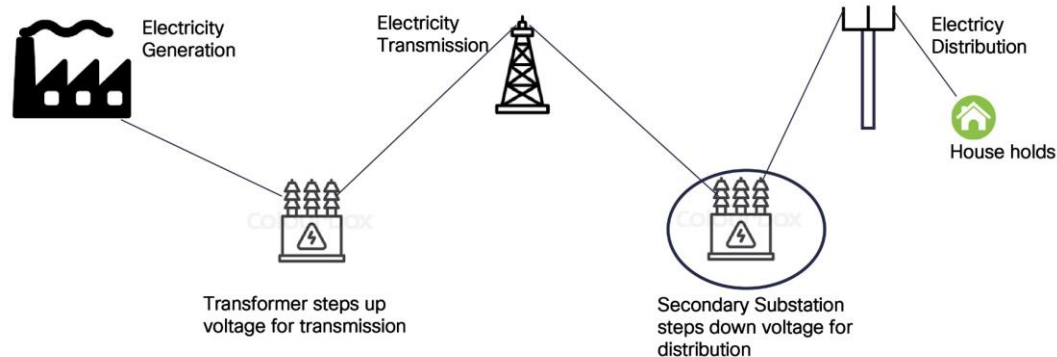 Electricity
Generation
Electricity
Transmission
Electricy
Distribution
House holds
Transformer steps up
voltage for transmission
Secondary Substation
steps down voltage for
distribution